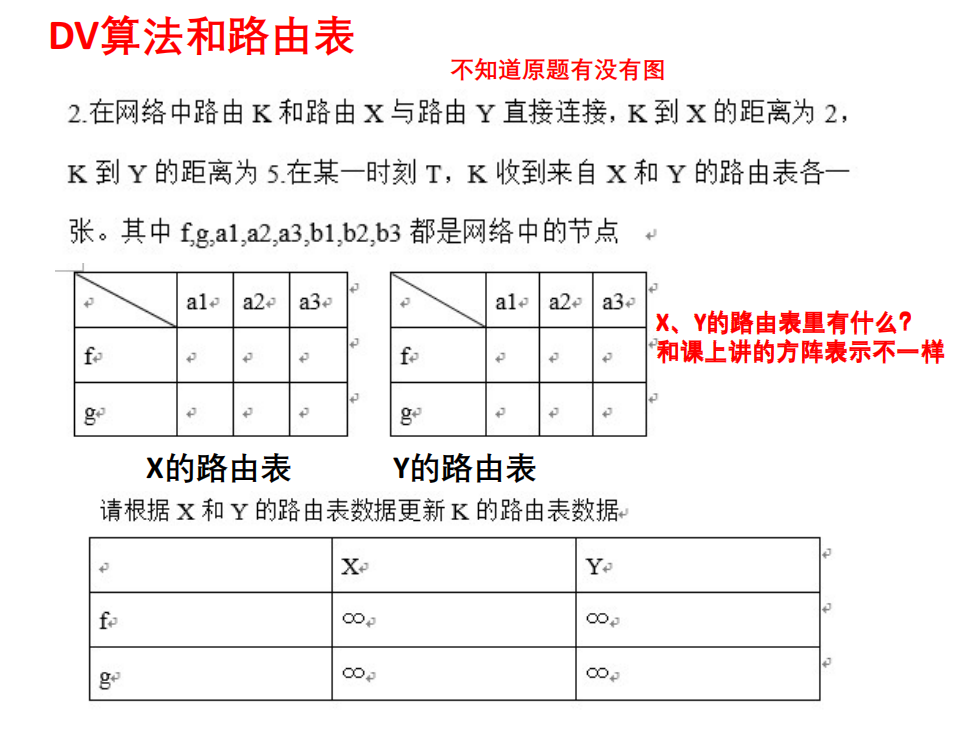 DV算法和路由表
不知道原题有没有图
2.在网络中路由 K 和路由 X 与路由 Y 直接连接，K 到 X 的距离为 2，
K 到 Y 的距离为 5.在某一时刻 T，K 收到来自 X 和 Y 的路由表各一
张。其中 f,g,a1,a2,a3,b1,b2,b3 都是网络中的节点
a1 a2 a3 a1 a2 a3
X、Y的路由表里有什么？
f f
和课上讲的方阵表示不一样
g g
X的路由表 Y的路由表
请根据 X 和 Y 的路由表数据更新 K 的路由表数据
X Y
f ∞ ∞
g ∞ ∞